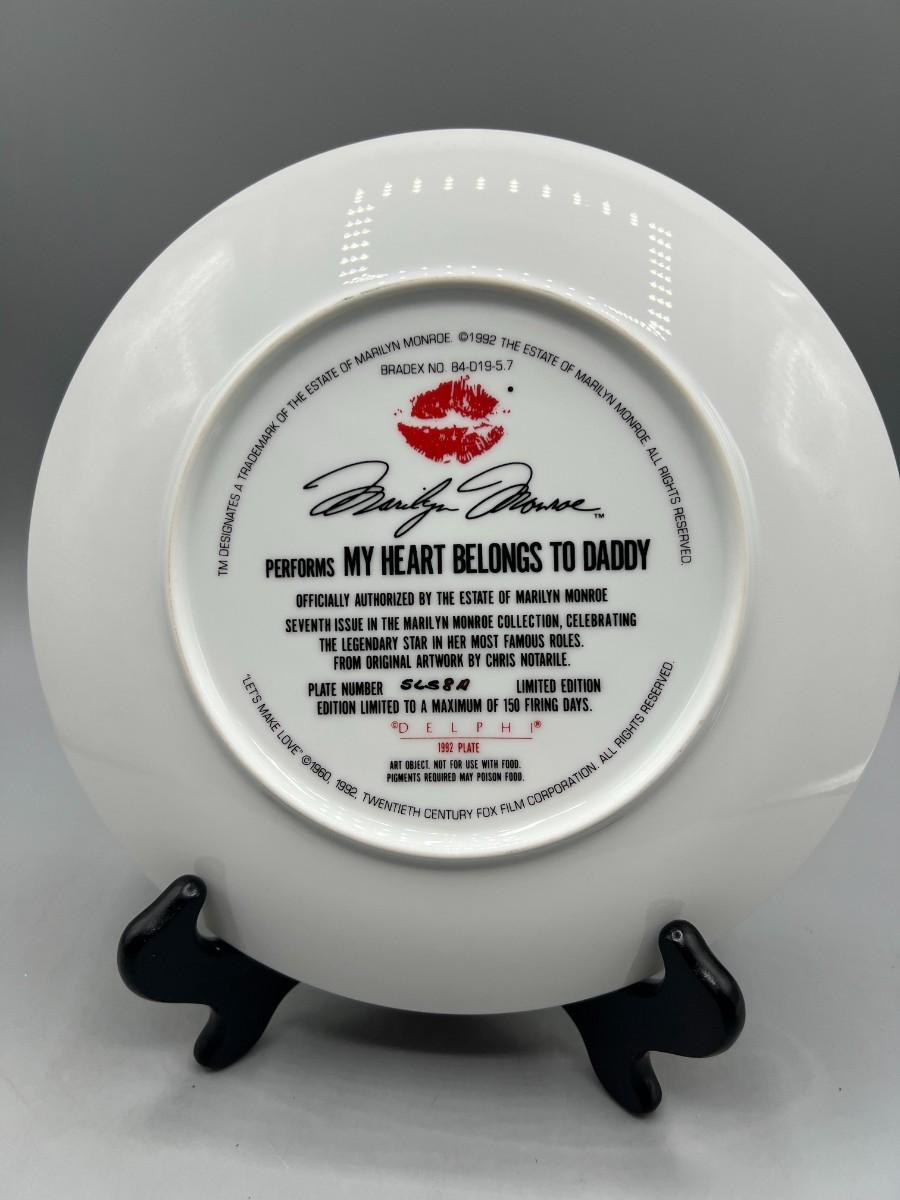 TM DESIGNATES A TRADEMARK OF THE ESTATE OF MARILYN MONROE. ©1992 THE ESTATE OF MARILYN MONROE. ALL RIGHTS RESERVED.
BRADEX NO. 84-D19-5.7
Marilyn Monroe™
PERFORMS MY HEART BELONGS TO DADDY
OFFICIALLY AUTHORIZED BY THE ESTATE OF MARILYN MONROE
SEVENTH ISSUE IN THE MARILYN MONROE COLLECTION, CELEBRATING
THE LEGENDARY STAR IN HER MOST FAMOUS ROLES.
FROM ORIGINAL ARTWORK BY CHRIS NOTARILE.
PLATE NUMBER 5658A LIMITED EDITION
EDITION LIMITED TO A MAXIMUM OF 150 FIRING DAYS.
©DELPHI®
1992 PLATE
ART OBJECT. NOT FOR USE WITH FOOD.
PIGMENTS REQUIRED MAY POISON FOOD.
"LET'S MAKE LOVE" ©1960, 1992, TWENTIETH CENTURY FOX FILM CORPORATION. ALL RIGHTS RESERVED.